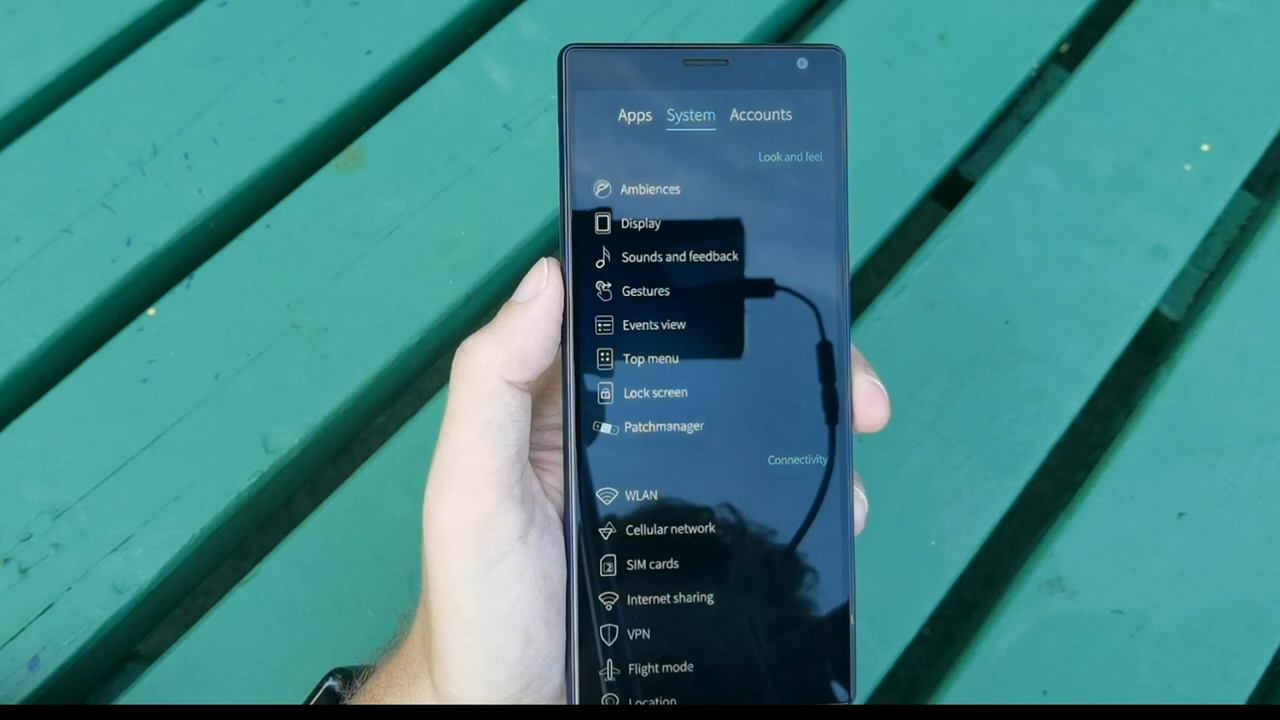 Apps System Accounts
Look and feel
Ambiences
Display
Sounds and feedback
Gestures
Events view
Top menu
Lock screen
Patchmanager
Connectivity
WLAN
Cellular network
SIM cards
Internet sharing
VPN
Flight mode
Location